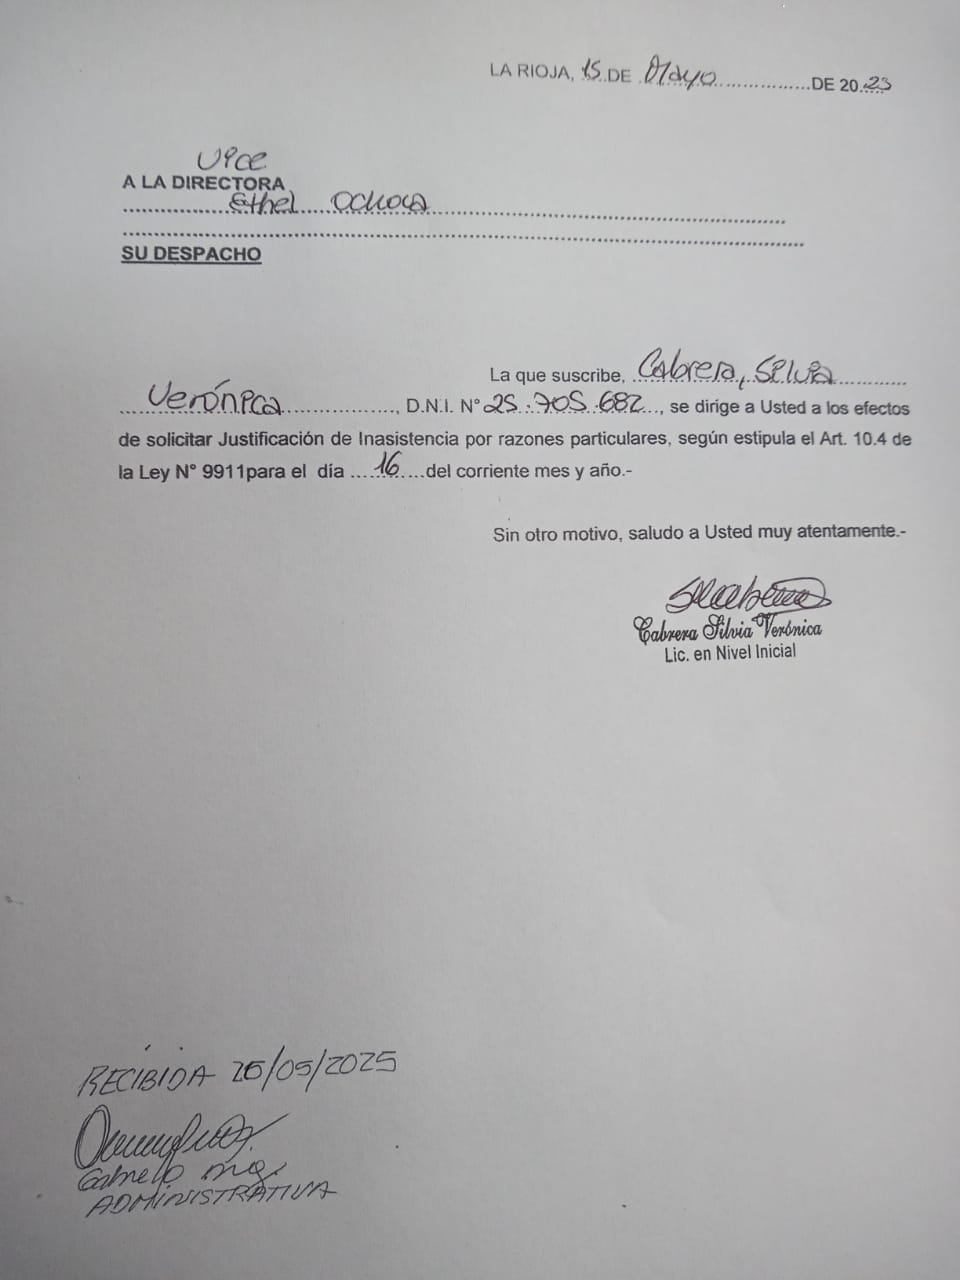 LA RIOJA, 15 DE Mayo DE 2023
Vice
A LA DIRECTORA
Ethel Ochoa
SU DESPACHO
La que suscribe, Cabrera, Silvia
Verónica, D.N.I. N° 25.705.682, se dirige a Usted a los efectos
de solicitar Justificación de Inasistencia por razones particulares, según estipula el Art. 10.4 de
la Ley N° 9911para el día 16 del corriente mes y año.-
Sin otro motivo, saludo a Usted muy atentamente.-
Cabrera Silvia Verónica
Lic. en Nivel Inicial
RECIBIDA 26/05/2025
ADMINISTRATIVA